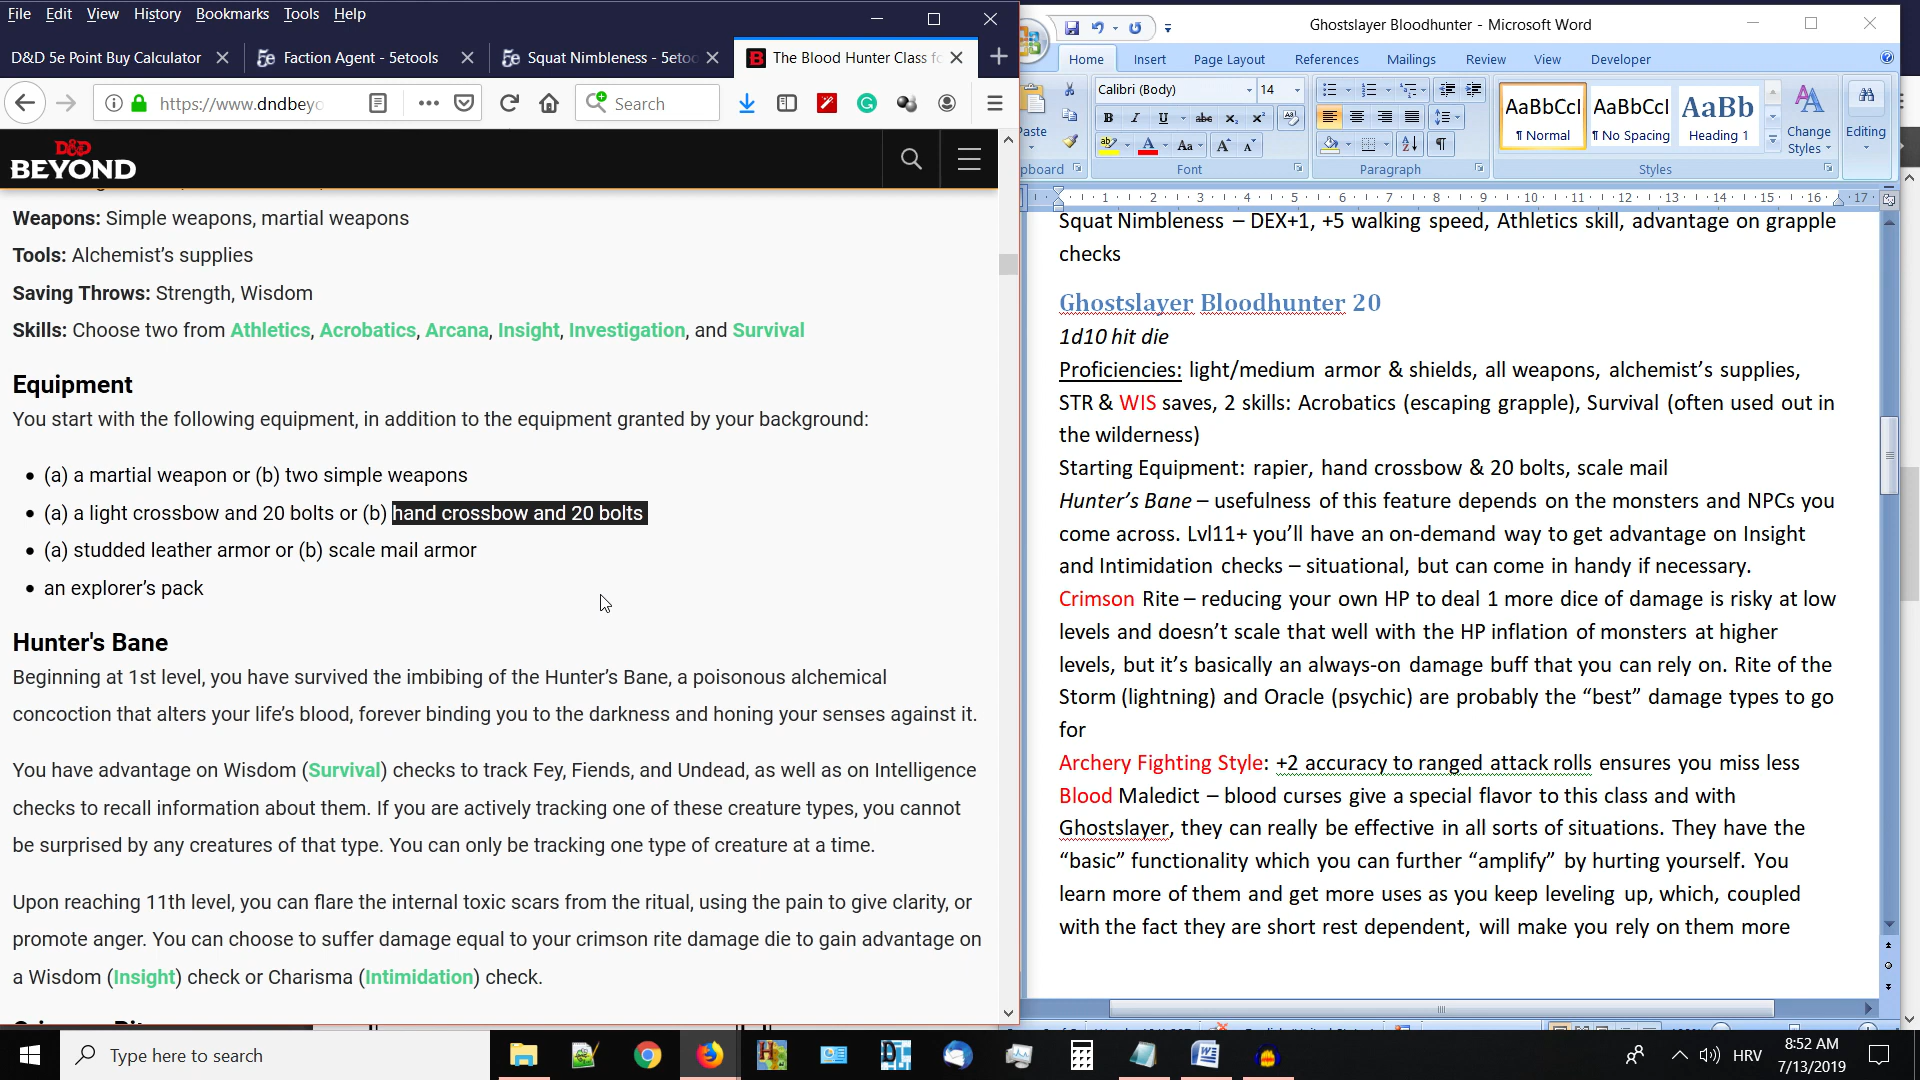 File Edit View History Bookmarks Tools Help
D&D 5e Point Buy Calculator
Faction Agent - 5etools
Squat Nimbleness - 5etoo
The Blood Hunter Class fo
https://www.dndbeyo
Search
D&D
BEYOND
Weapons: Simple weapons, martial weapons
Tools: Alchemist's supplies
Saving Throws: Strength, Wisdom
Skills: Choose two from Athletics, Acrobatics, Arcana, Insight, Investigation, and Survival
Equipment
You start with the following equipment, in addition to the equipment granted by your background:
• (a) a martial weapon or (b) two simple weapons
• (a) a light crossbow and 20 bolts or (b) hand crossbow and 20 bolts
• (a) studded leather armor or (b) scale mail armor
• an explorer's pack
Hunter's Bane
Beginning at 1st level, you have survived the imbibing of the Hunter's Bane, a poisonous alchemical
concoction that alters your life's blood, forever binding you to the darkness and honing your senses against it.
You have advantage on Wisdom (Survival) checks to track Fey, Fiends, and Undead, as well as on Intelligence
checks to recall information about them. If you are actively tracking one of these creature types, you cannot
be surprised by any creatures of that type. You can only be tracking one type of creature at a time.
Upon reaching 11th level, you can flare the internal toxic scars from the ritual, using the pain to give clarity, or
promote anger. You can choose to suffer damage equal to your crimson rite damage die to gain advantage on
a Wisdom (Insight) check or Charisma (Intimidation) check.
Ghostslayer Bloodhunter - Microsoft Word
Home Insert Page Layout References Mailings Review View Developer
Calibri (Body) 14
AaBbCcI AaBbCcI AaBb
¶ Normal ¶ No Spacing Heading 1
Change Styles
Editing
Paste
pboard Font Paragraph Styles
1 2 3 4 5 6 7 8 9 10 11 12 13 14 15 16 17
Squat Nimbleness – DEX+1, +5 walking speed, Athletics skill, advantage on grapple
checks
Ghostslayer Bloodhunter 20
1d10 hit die
Proficiencies: light/medium armor & shields, all weapons, alchemist's supplies,
STR & WIS saves, 2 skills: Acrobatics (escaping grapple), Survival (often used out in
the wilderness)
Starting Equipment: rapier, hand crossbow & 20 bolts, scale mail
Hunter's Bane – usefulness of this feature depends on the monsters and NPCs you
come across. Lvl11+ you'll have an on-demand way to get advantage on Insight
and Intimidation checks – situational, but can come in handy if necessary.
Crimson Rite – reducing your own HP to deal 1 more dice of damage is risky at low
levels and doesn't scale that well with the HP inflation of monsters at higher
levels, but it's basically an always-on damage buff that you can rely on. Rite of the
Storm (lightning) and Oracle (psychic) are probably the “best” damage types to go
for
Archery Fighting Style: +2 accuracy to ranged attack rolls ensures you miss less
Blood Maledict – blood curses give a special flavor to this class and with
Ghostslayer, they can really be effective in all sorts of situations. They have the
“basic” functionality which you can further “amplify” by hurting yourself. You
learn more of them and get more uses as you keep leveling up, which, coupled
with the fact they are short rest dependent, will make you rely on them more
Type here to search
HRV
8:52 AM
7/13/2019